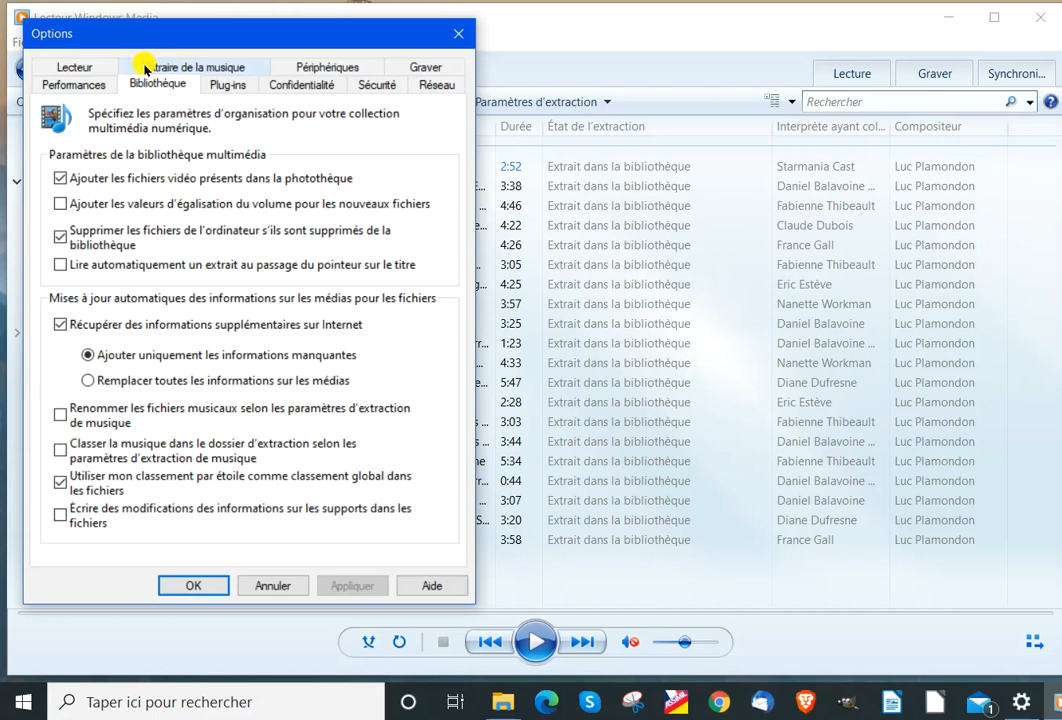 Lecteur Windows Media
Options
Lecteur
traire de la musique
Périphériques
Graver
Performances
Bibliothèque
Plug-ins
Confidentialité
Sécurité
Réseau
Spécifiez les paramètres d'organisation pour votre collection
multimédia numérique.
Paramètres de la bibliothèque multimédia
Ajouter les fichiers vidéo présents dans la photothèque
Ajouter les valeurs d'égalisation du volume pour les nouveaux fichiers
Supprimer les fichiers de l'ordinateur s'ils sont supprimés de la
bibliothèque
Lire automatiquement un extrait au passage du pointeur sur le titre
Mises à jour automatiques des informations sur les médias pour les fichiers
Récupérer des informations supplémentaires sur Internet
Ajouter uniquement les informations manquantes
Remplacer toutes les informations sur les médias
Renommer les fichiers musicaux selon les paramètres d'extraction
de musique
Classer la musique dans le dossier d'extraction selon les
paramètres d'extraction de musique
Utiliser mon classement par étoile comme classement global dans
les fichiers
Écrire des modifications des informations sur les supports dans les
fichiers
OK
Annuler
Appliquer
Aide
Lecture
Graver
Synchroni...
Paramètres d'extraction
Rechercher
Durée
État de l'extraction
Interprète ayant col...
Compositeur
2:52 Extrait dans la bibliothèque Starmania Cast Luc Plamondon
E... 3:38 Extrait dans la bibliothèque Daniel Balavoine ... Luc Plamondon
4:46 Extrait dans la bibliothèque Fabienne Thibeault Luc Plamondon
e... 4:22 Extrait dans la bibliothèque Claude Dubois Luc Plamondon
4:26 Extrait dans la bibliothèque France Gall Luc Plamondon
3:05 Extrait dans la bibliothèque Fabienne Thibeault Luc Plamondon
g... 4:25 Extrait dans la bibliothèque Eric Estève Luc Plamondon
3:57 Extrait dans la bibliothèque Nanette Workman Luc Plamondon
3:25 Extrait dans la bibliothèque Daniel Balavoine Luc Plamondon
r... 1:23 Extrait dans la bibliothèque Daniel Balavoine Luc Plamondon
4:33 Extrait dans la bibliothèque Nanette Workman Luc Plamondon
5:47 Extrait dans la bibliothèque Diane Dufresne Luc Plamondon
2:28 Extrait dans la bibliothèque Eric Estève Luc Plamondon
s ... 3:03 Extrait dans la bibliothèque Fabienne Thibeault Luc Plamondon
3:44 Extrait dans la bibliothèque Daniel Balavoine ... Luc Plamondon
ne 5:34 Extrait dans la bibliothèque Fabienne Thibeault Luc Plamondon
r... 0:44 Extrait dans la bibliothèque Daniel Balavoine ... Luc Plamondon
3:07 Extrait dans la bibliothèque Daniel Balavoine Luc Plamondon
S... 3:20 Extrait dans la bibliothèque Diane Dufresne Luc Plamondon
3:58 Extrait dans la bibliothèque France Gall Luc Plamondon
Taper ici pour rechercher
1